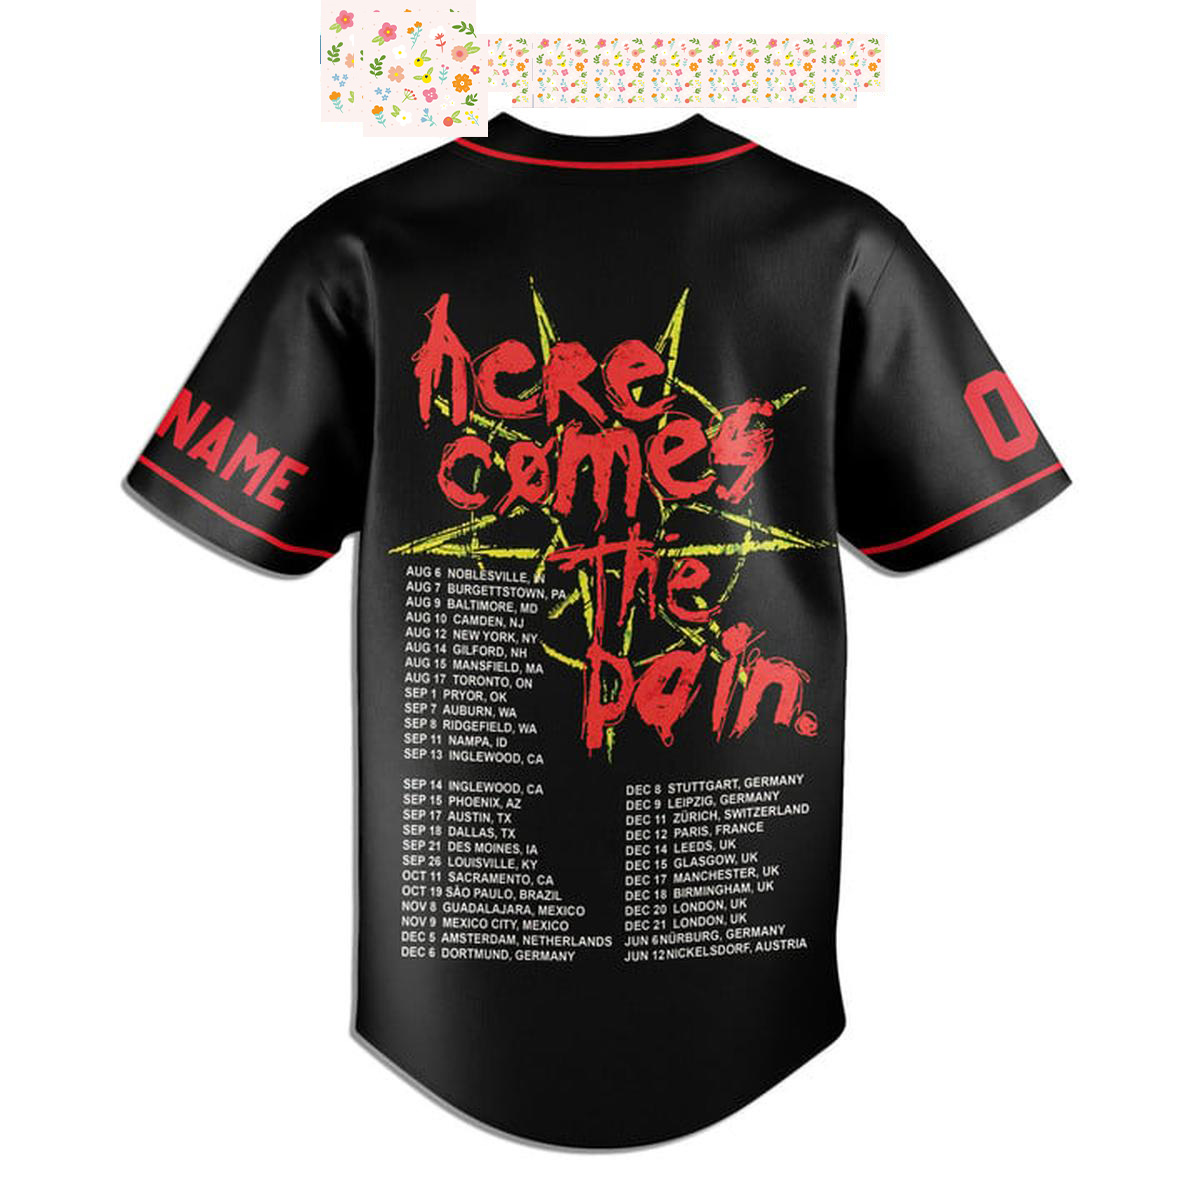 here
comes
the
pain.
NAME
0
AUG 6 NOBLESVILLE, IN
AUG 7 BURGETTSTOWN, PA
AUG 9 BALTIMORE, MD
AUG 10 CAMDEN, NJ
AUG 12 NEW YORK, NY
AUG 14 GILFORD, NH
AUG 15 MANSFIELD, MA
AUG 17 TORONTO, ON
SEP 1 PRYOR, OK
SEP 7 AUBURN, WA
SEP 8 RIDGEFIELD, WA
SEP 11 NAMPA, ID
SEP 13 INGLEWOOD, CA
SEP 14 INGLEWOOD, CA
SEP 15 PHOENIX, AZ
SEP 17 AUSTIN, TX
SEP 18 DALLAS, TX
SEP 21 DES MOINES, IA
SEP 26 LOUISVILLE, KY
OCT 11 SACRAMENTO, CA
OCT 19 SÃO PAULO, BRAZIL
NOV 8 GUADALAJARA, MEXICO
NOV 9 MEXICO CITY, MEXICO
DEC 5 AMSTERDAM, NETHERLANDS
DEC 6 DORTMUND, GERMANY
DEC 8 STUTTGART, GERMANY
DEC 9 LEIPZIG, GERMANY
DEC 11 ZÜRICH, SWITZERLAND
DEC 12 PARIS, FRANCE
DEC 14 LEEDS, UK
DEC 15 GLASGOW, UK
DEC 17 MANCHESTER, UK
DEC 18 BIRMINGHAM, UK
DEC 20 LONDON, UK
DEC 21 LONDON, UK
JUN 6 NÜRBURG, GERMANY
JUN 12 NICKELSDORF, AUSTRIA